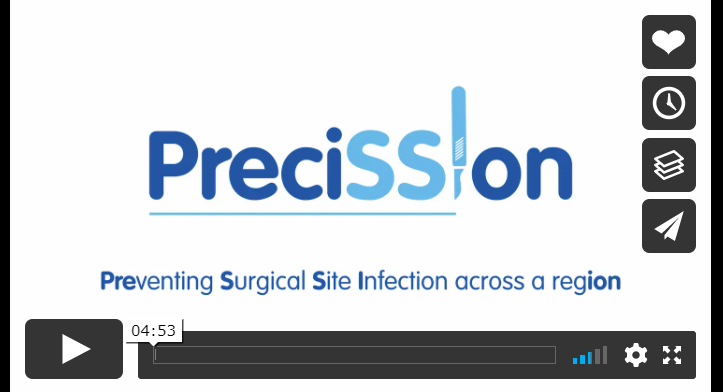 PreciSSIon
Preventing Surgical Site Infection across a region
04:53